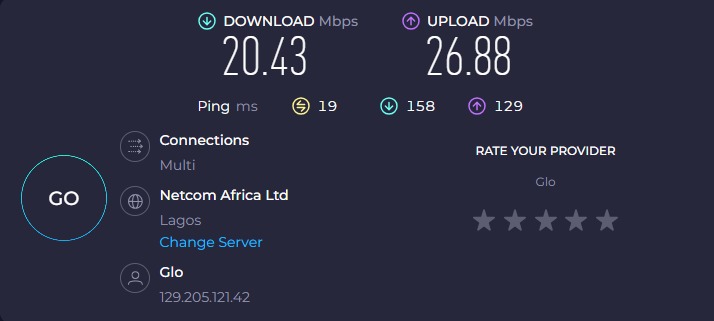 DOWNLOAD Mbps
20.43
UPLOAD Mbps
26.88
Ping ms 19 158 129
GO
Connections
Multi
Netcom Africa Ltd
Lagos
Change Server
Glo
129.205.121.42
RATE YOUR PROVIDER
Glo